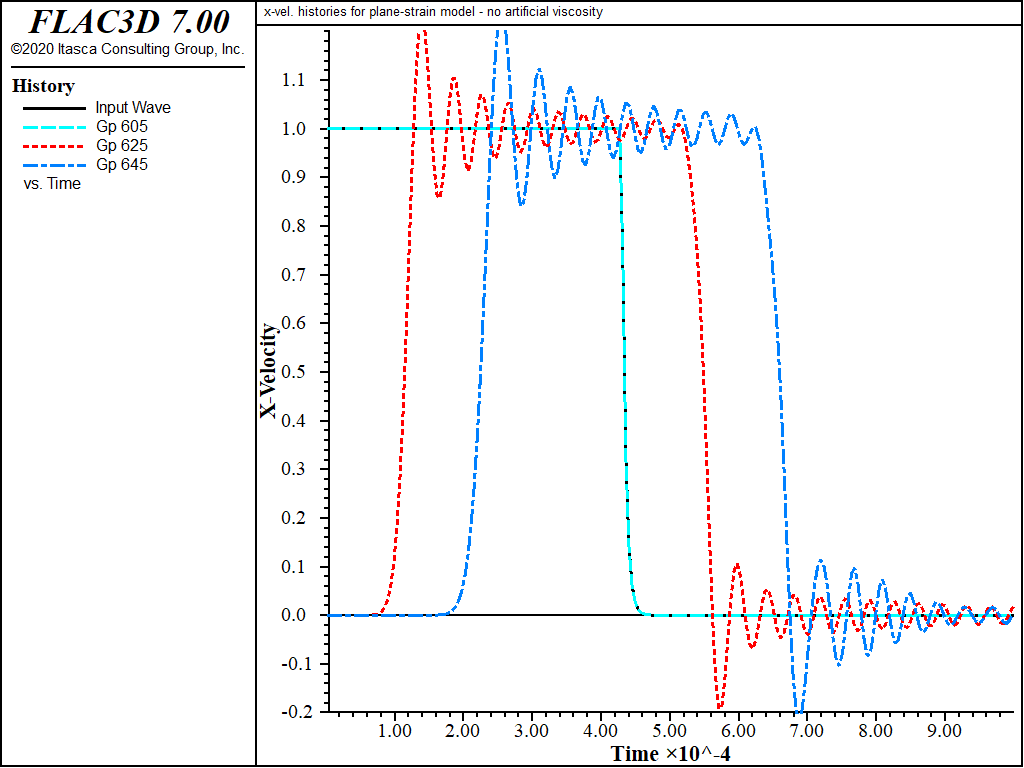 FLAC3D 7.00
©2020 Itasca Consulting Group, Inc.
History
Input Wave
Gp 605
Gp 625
Gp 645
vs. Time
x-vel. histories for plane-strain model - no artificial viscosity
X-Velocity
1.1
1.0
0.9
0.8
0.7
0.6
0.5
0.4
0.3
0.2
0.1
0.0
-0.1
-0.2
1.00 2.00 3.00 4.00 5.00 6.00 7.00 8.00 9.00
Time ×10^-4